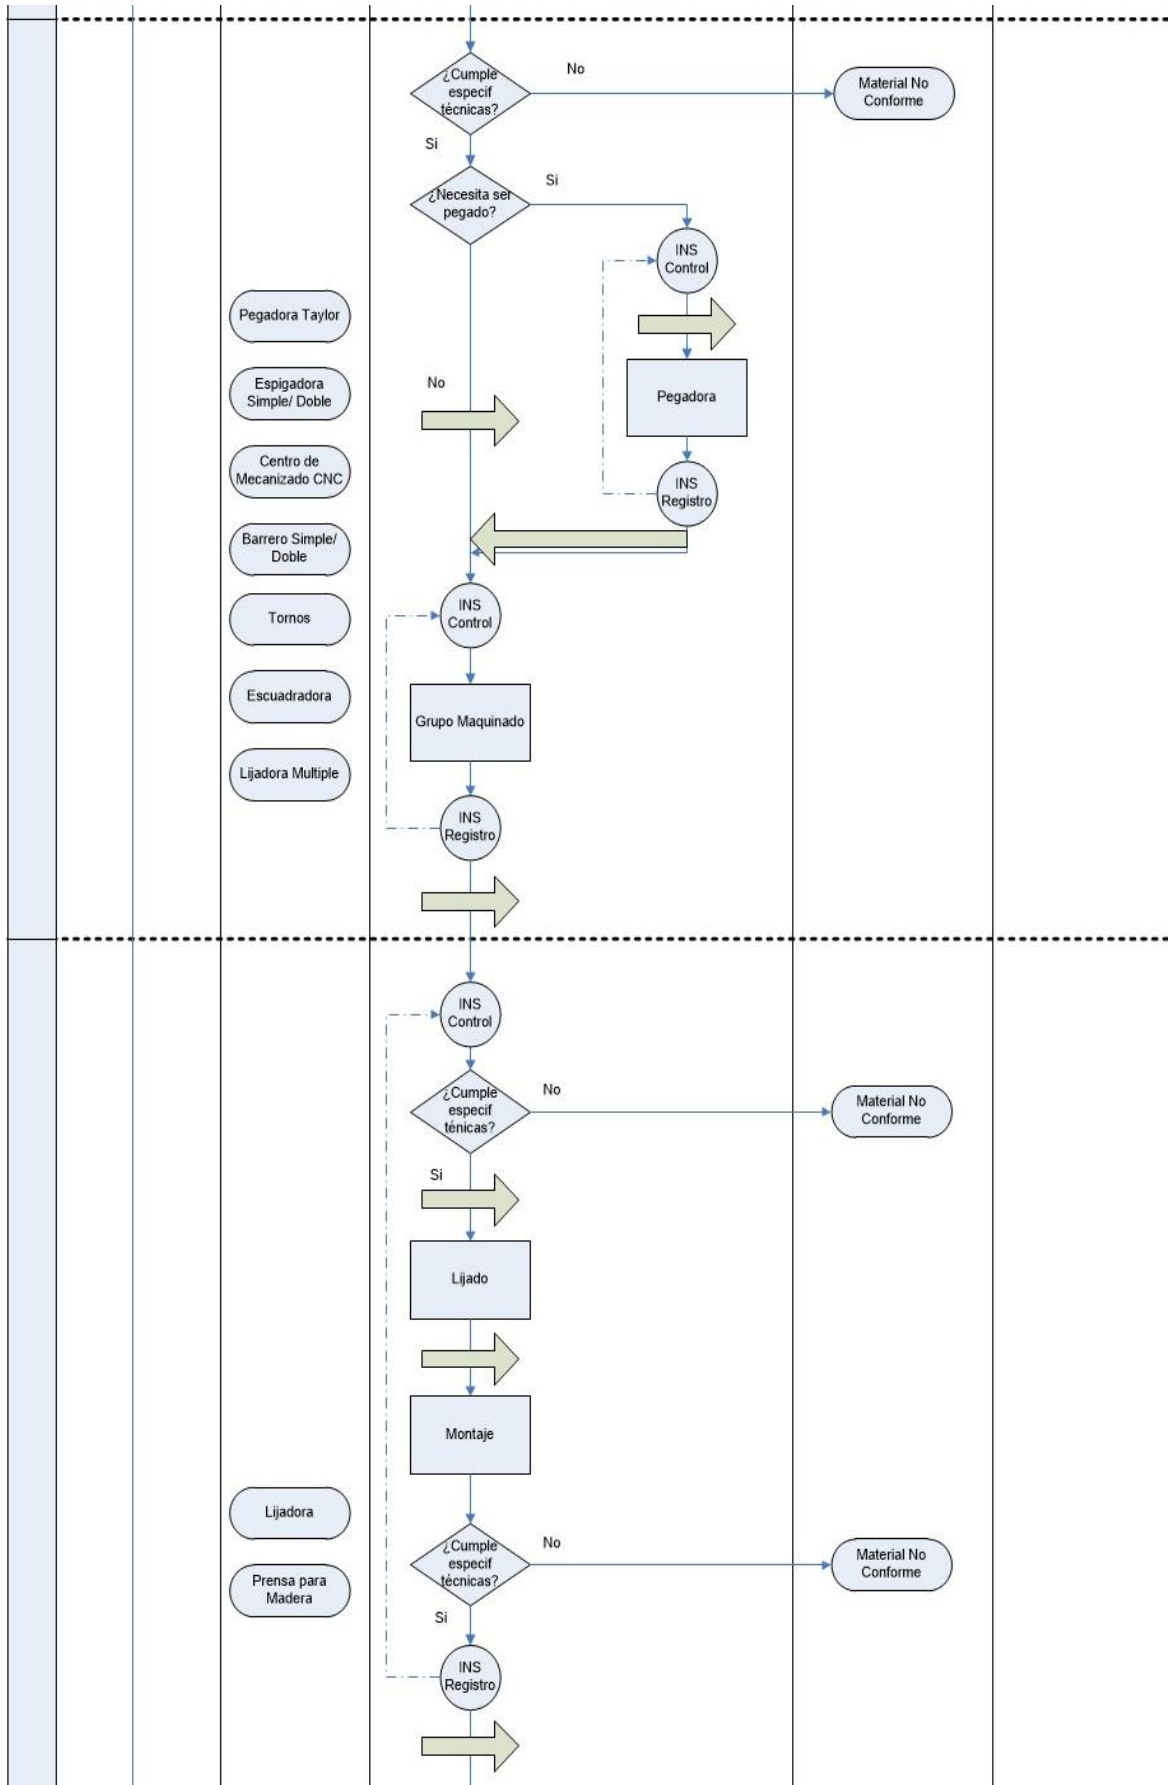 ¿Cumple
especif
técnicas?
No
Material No
Conforme
Si
¿Necesita ser
pegado?
Si
INS
Control
Pegadora Taylor
Espigadora
Simple/ Doble
No
Pegadora
Centro de
Mecanizado CNC
INS
Registro
Barrero Simple/
Doble
INS
Control
Tornos
Escuadradora
Grupo Maquinado
Lijadora Multiple
INS
Registro
INS
Control
¿Cumple
especif
ténicas?
No
Material No
Conforme
Si
Lijado
Montaje
Lijadora
¿Cumple
especif
técnicas?
No
Material No
Conforme
Prensa para
Madera
Si
INS
Registro